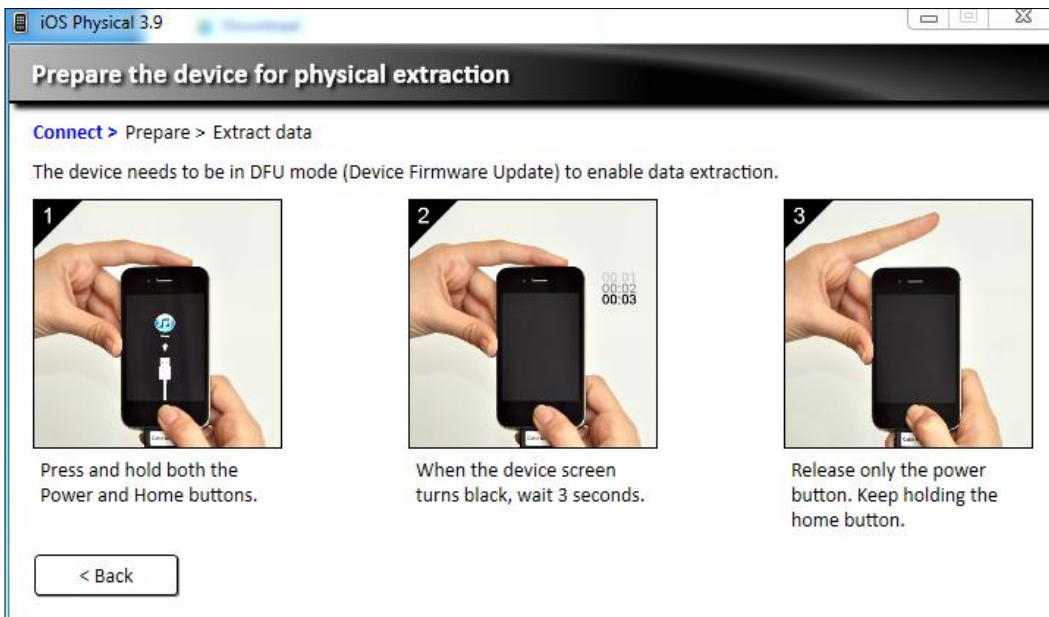 iOS Physical 3.9
Prepare the device for physical extraction
Connect > Prepare > Extract data
The device needs to be in DFU mode (Device Firmware Update) to enable data extraction.
1
2
3
00:01
00:02
00:03
Press and hold both the
Power and Home buttons.
When the device screen
turns black, wait 3 seconds.
Release only the power
button. Keep holding the
home button.
< Back